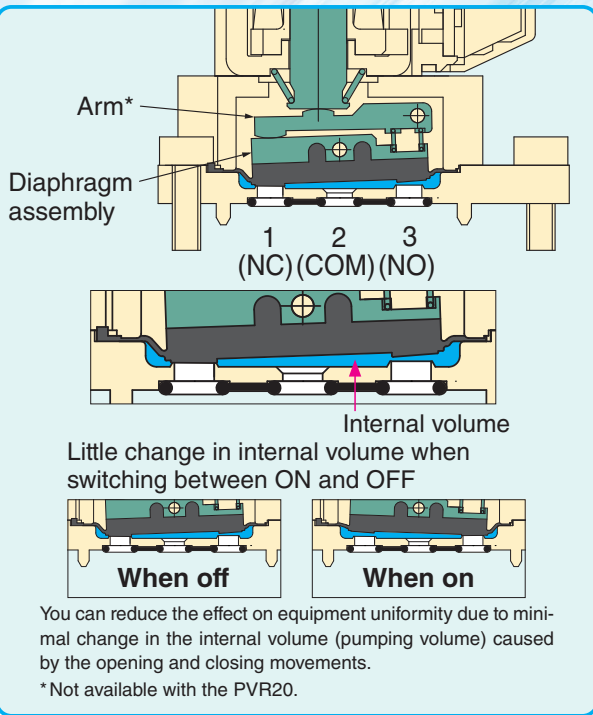 Arm*
Diaphragm
assembly
1 2 3
(NC) (COM) (NO)
Internal volume
Little change in internal volume when
switching between ON and OFF
When off When on
You can reduce the effect on equipment uniformity due to mini-
mal change in the internal volume (pumping volume) caused
by the opening and closing movements.
* Not available with the PVR20.